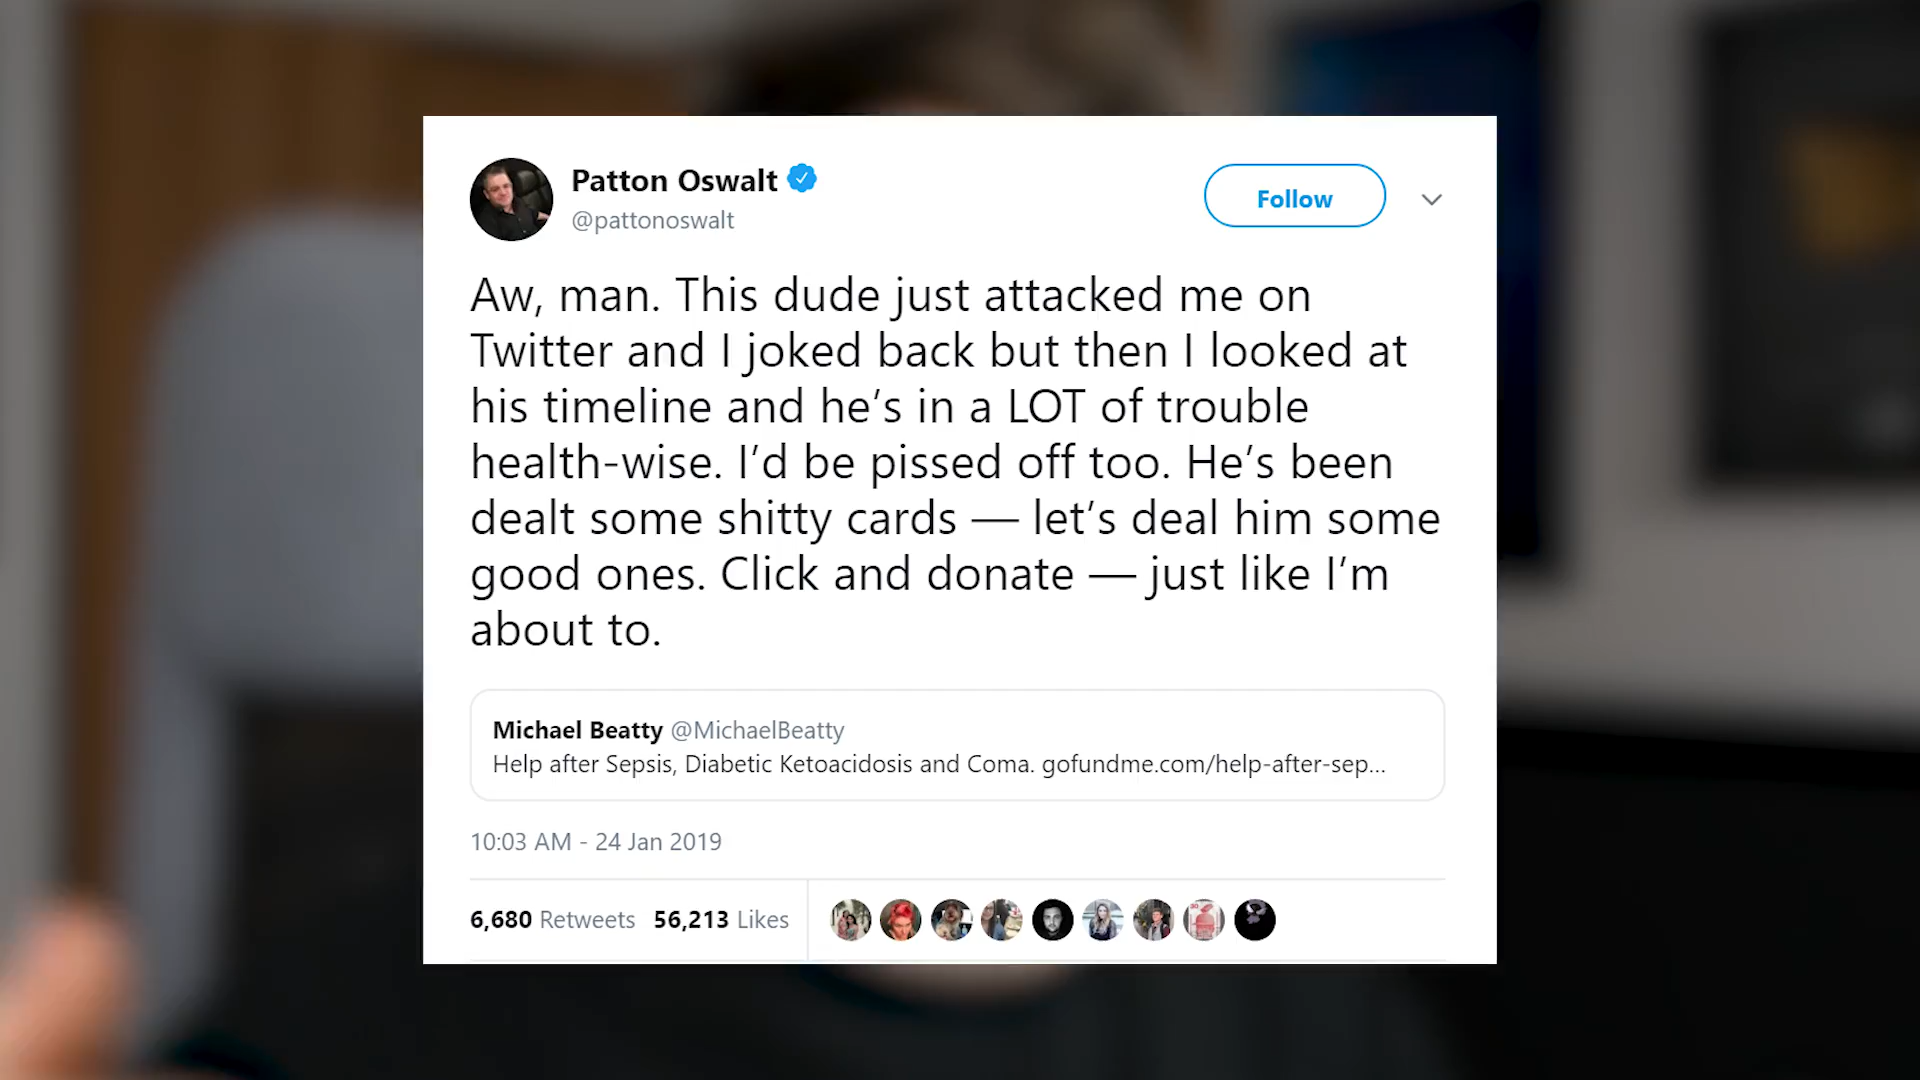 Patton Oswalt
@pattonoswalt
Follow
Aw, man. This dude just attacked me on
Twitter and I joked back but then I looked at
his timeline and he’s in a LOT of trouble
health-wise. I’d be pissed off too. He’s been
dealt some shitty cards — let’s deal him some
good ones. Click and donate — just like I’m
about to.
Michael Beatty @MichaelBeatty
Help after Sepsis, Diabetic Ketoacidosis and Coma. gofundme.com/help-after-sep...
10:03 AM - 24 Jan 2019
6,680 Retweets 56,213 Likes